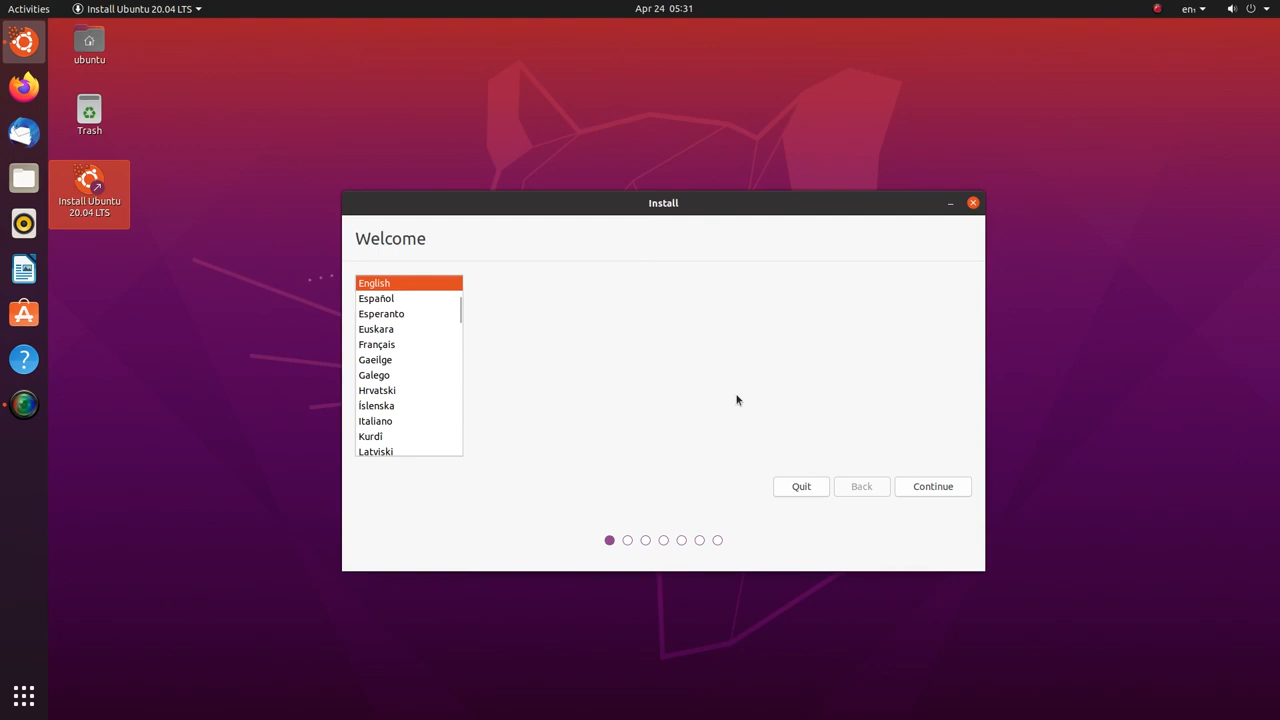 Activities
Install Ubuntu 20.04 LTS
Apr 24 05:31
en₁
ubuntu
Trash
Install Ubuntu
20.04 LTS
Install
Welcome
English
Español
Esperanto
Euskara
Français
Gaeilge
Galego
Hrvatski
Íslenska
Italiano
Kurdî
Latviski
Quit
Back
Continue